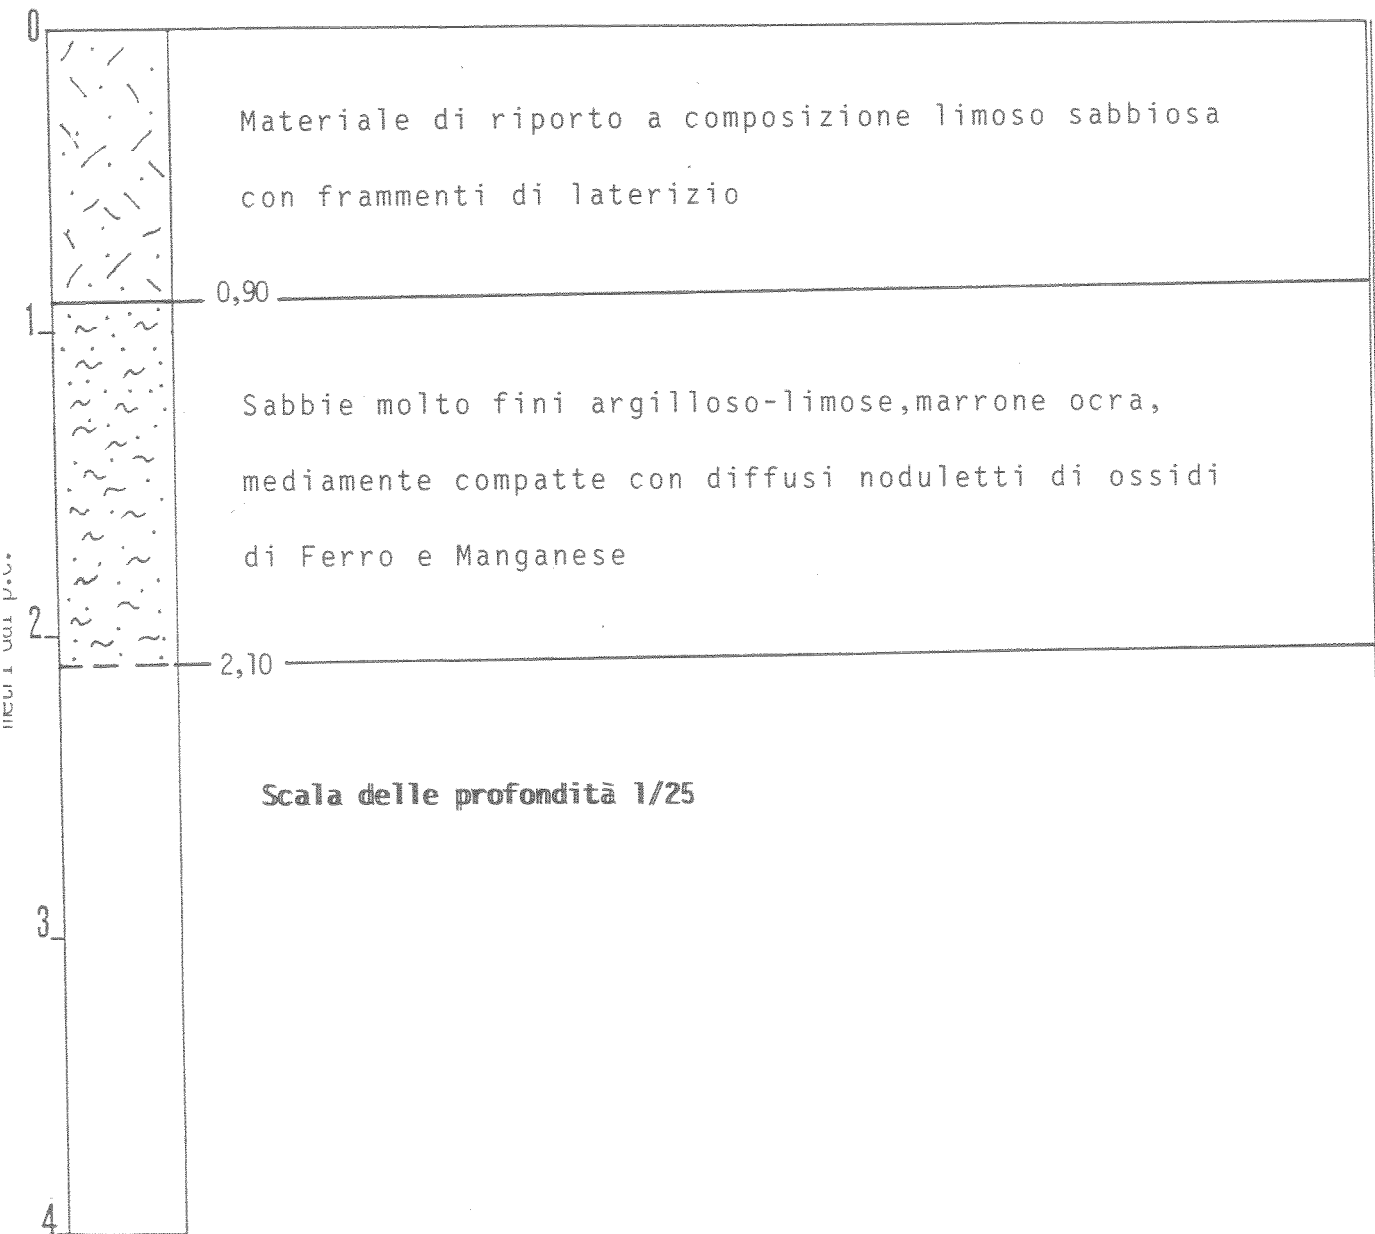 0
Materiale di riporto a composizione limoso sabbiosa
con frammenti di laterizio
0,90
1
Sabbie molto fini argilloso-limose,marrone ocra,
mediamente compatte con diffusi noduletti di ossidi
di Ferro e Manganese
2
2,10
Scala delle profondità 1/25
3
4